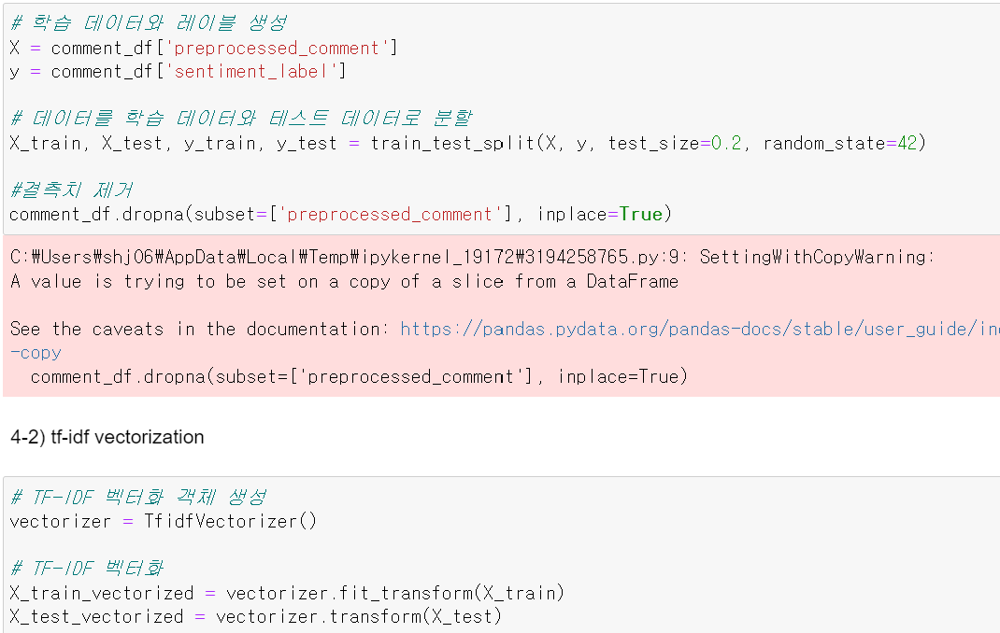 # 학습 데이터와 레이블 생성
X = comment_df['preprocessed_comment']
y = comment_df['sentiment_label']
# 데이터를 학습 데이터와 테스트 데이터로 분할
X_train, X_test, y_train, y_test = train_test_split(X, y, test_size=0.2, random_state=42)
#결측치 제거
comment_df.dropna(subset=['preprocessed_comment'], inplace=True)
C:₩Users₩shj06₩AppData₩Local₩Temp₩ipykernel_19172₩3194258765.py:9: SettingWithCopyWarning:
A value is trying to be set on a copy of a slice from a DataFrame
See the caveats in the documentation: https://pandas.pydata.org/pandas-docs/stable/user_guide/in
-copy
comment_df.dropna(subset=['preprocessed_comment'], inplace=True)
4-2) tf-idf vectorization
# TF-IDF 벡터화 객체 생성
vectorizer = TfidfVectorizer()
# TF-IDF 벡터화
X_train_vectorized = vectorizer.fit_transform(X_train)
X_test_vectorized = vectorizer.transform(X_test)